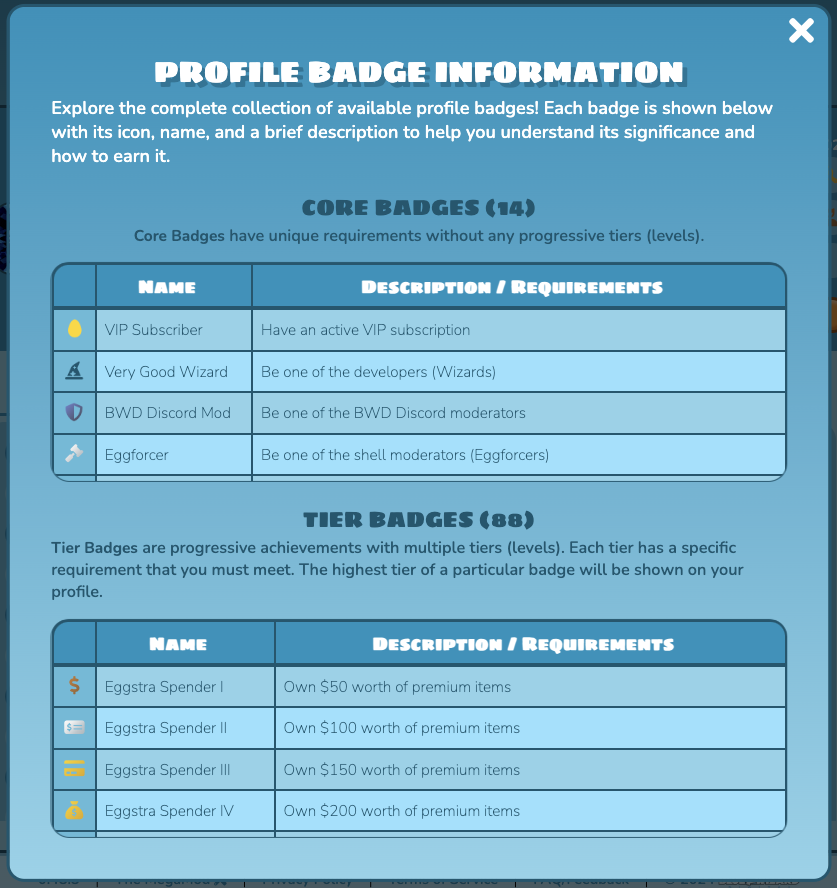 PROFILE BADGE INFORMATION
Explore the complete collection of available profile badges! Each badge is shown below
with its icon, name, and a brief description to help you understand its significance and
how to earn it.
CORE BADGES (14)
Core Badges have unique requirements without any progressive tiers (levels).
Name Description / Requirements
VIP Subscriber Have an active VIP subscription
Very Good Wizard Be one of the developers (Wizards)
BWD Discord Mod Be one of the BWD Discord moderators
Eggforcer Be one of the shell moderators (Eggforcers)
TIER BADGES (88)
Tier Badges are progressive achievements with multiple tiers (levels). Each tier has a specific
requirement that you must meet. The highest tier of a particular badge will be shown on your
profile.
Name Description / Requirements
Eggstra Spender I Own $50 worth of premium items
Eggstra Spender II Own $100 worth of premium items
Eggstra Spender III Own $150 worth of premium items
Eggstra Spender IV Own $200 worth of premium items